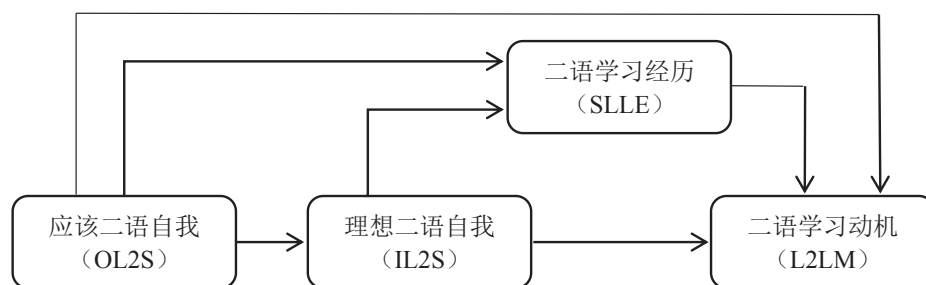 二语学习经历
（SLLE）
应该二语自我
（OL2S）
理想二语自我
（IL2S）
二语学习动机
（L2LM）